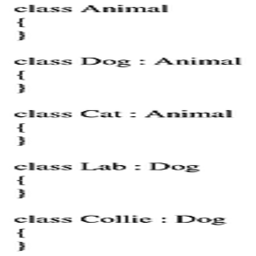 class Animal
{
}
class Dog : Animal
{
}
class Cat : Animal
{
}
class Lab : Dog
{
}
class Collie : Dog
{
}